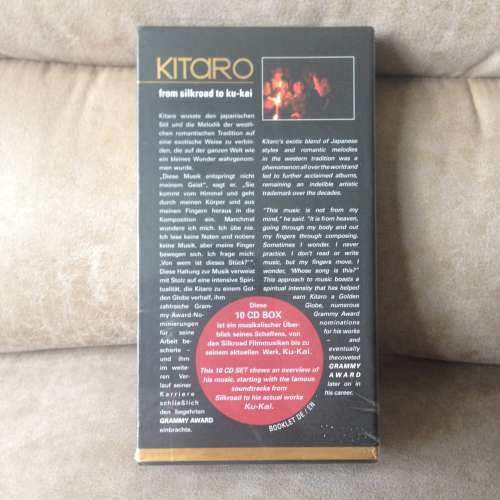 KITARO
from silkroad to ku-kai
Kitaro wusste den japanischen
Stil und die Melodik der westli-
chen romantischen Tradition auf
eine exotische Weise zu verbin-
den, die auf der ganzen Welt wie
ein kleines Wunder wahrgenom-
men wurde.
„Diese Musik entspringt nicht
meinem Geist“, sagt er. „Sie
kommt vom Himmel und geht
durch meinen Körper und aus
meinen Fingern heraus in die
Komposition ein. Manchmal
wundere ich mich. Ich übe nie.
Ich lese keine Noten und notiere
keine Musik, aber meine Finger
bewegen sich. Ich frage mich:
‚Von wem ist dieses Stück?‘“.
Diese Haltung zur Musik verweist
mit Stolz auf eine intensive Spiri-
tualität, die Kitaro zu einem Gol-
den Globe verhalf, ihm
zahlreiche Gram-
my-Award-No-
minierungen
für seine
Arbeit be-
scherte –
und ihm
im weite-
ren Ver-
lauf seiner
Karriere
schließlich
den begehrten
GRAMMY AWARD
einbrachte.
Kitaro's exotic blend of Japanese
styles and romantic melodies
in the western tradition was a
phenomenon all over the world and
led to further acclaimed albums,
remaining an indelible artistic
trademark over the decades.
"This music is not from my
mind," he said. "It is from heaven,
going through my body and out
my fingers through composing.
Sometimes I wonder. I never
practice. I don't read or write
music, but my fingers move. I
wonder, 'Whose song is this?'"
This approach to music boasts a
spiritual intensity that has helped
earn Kitaro a Golden
Globe, numerous
Grammy Award
nominations
for his works
– and
eventually
the coveted
GRAMMY
AWARD
later on in
his career.
Diese
10 CD BOX
ist ein musikalischer Über-
blick seines Schaffens, von
den Silkroad Filmmusiken bis zu
seinem aktuellen Werk, Ku-Kai.
This 10 CD SET shows an overview of
his music, starting with the famous
soundtracks from
Silkroad to his actual works
Ku-Kai.
BOOKLET DE / EN